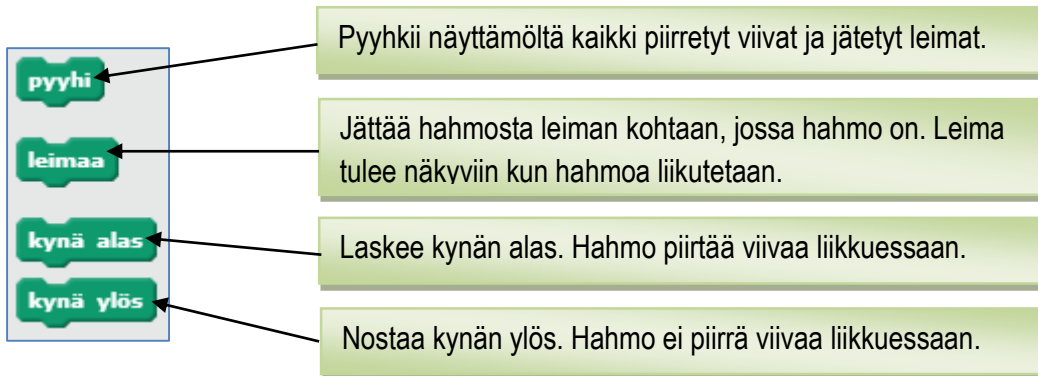 pyyhi
Pyyhkii näyttämöltä kaikki piirretyt viivat ja jätetyt leimat.
leimaa
Jättää hahmosta leiman kohtaan, jossa hahmo on. Leima
tulee näkyviin kun hahmoa liikutetaan.
kynä alas
Laskee kynän alas. Hahmo piirtää viivaa liikkuessaan.
kynä ylös
Nostaa kynän ylös. Hahmo ei piirrä viivaa liikkuessaan.